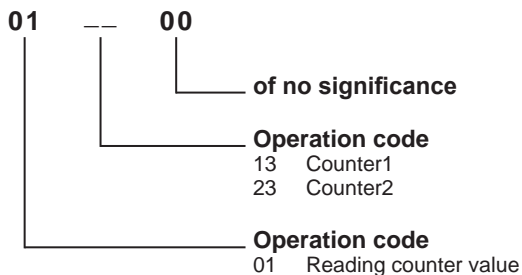 01 __ 00
of no significance
Operation code
13 Counter1
23 Counter2
Operation code
01 Reading counter value